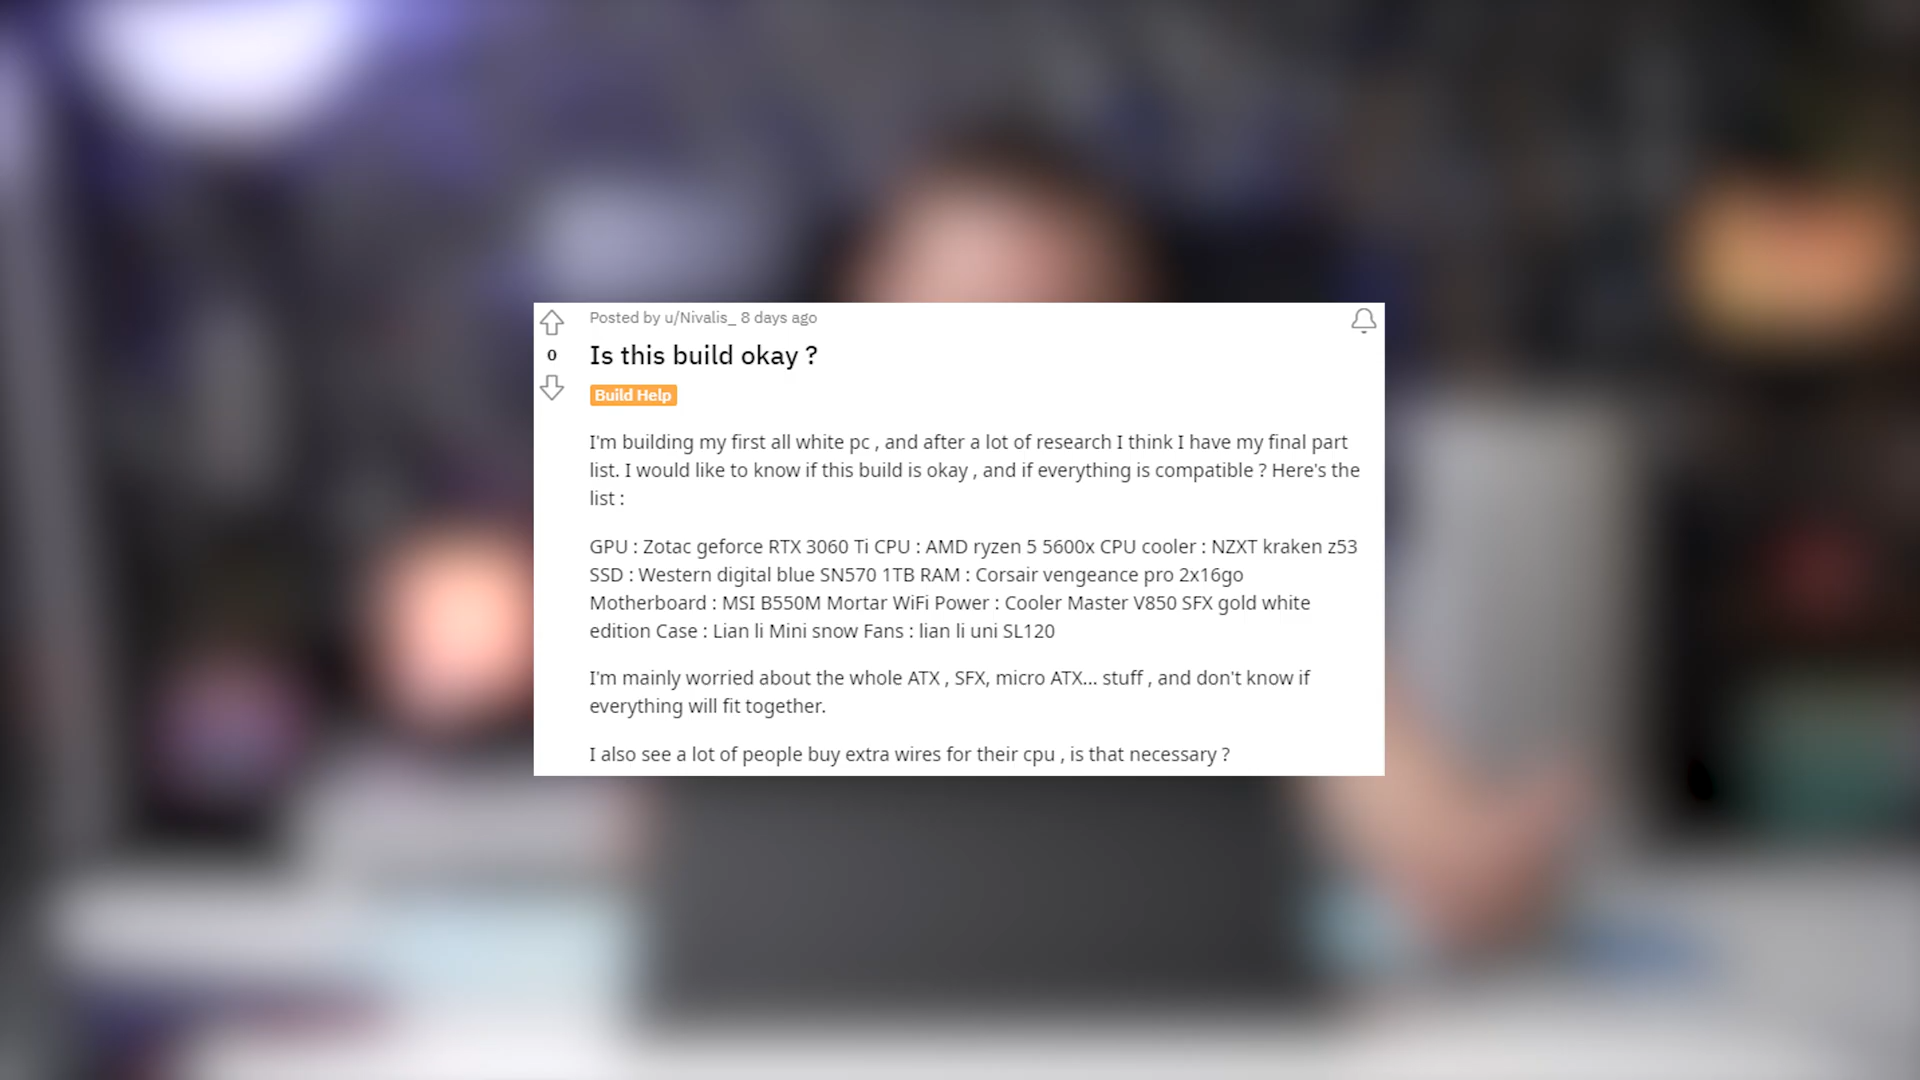 Posted by u/Nivalis_ 8 days ago
0
Is this build okay ?
Build Help
I'm building my first all white pc , and after a lot of research I think I have my final part
list. I would like to know if this build is okay , and if everything is compatible ? Here's the
list :
GPU : Zotac geforce RTX 3060 Ti CPU : AMD ryzen 5 5600x CPU cooler : NZXT kraken z53
SSD : Western digital blue SN570 1TB RAM : Corsair vengeance pro 2x16go
Motherboard : MSI B550M Mortar WiFi Power : Cooler Master V850 SFX gold white
edition Case : Lian li Mini snow Fans : lian li uni SL120
I'm mainly worried about the whole ATX , SFX, micro ATX... stuff , and don't know if
everything will fit together.
I also see a lot of people buy extra wires for their cpu , is that necessary ?